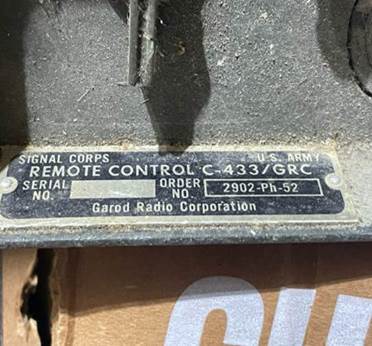 SIGNAL CORPS U.S. ARMY
REMOTE CONTROL C-433/GRC
SERIAL NO. ORDER NO. 2902-Ph-52
Garod Radio Corporation